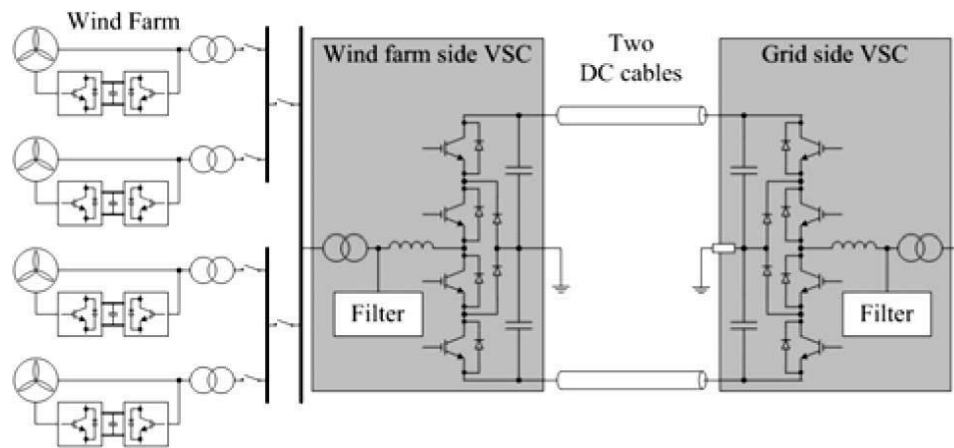 Wind Farm
Wind farm side VSC
Two
DC cables
Grid side VSC
Filter
Filter